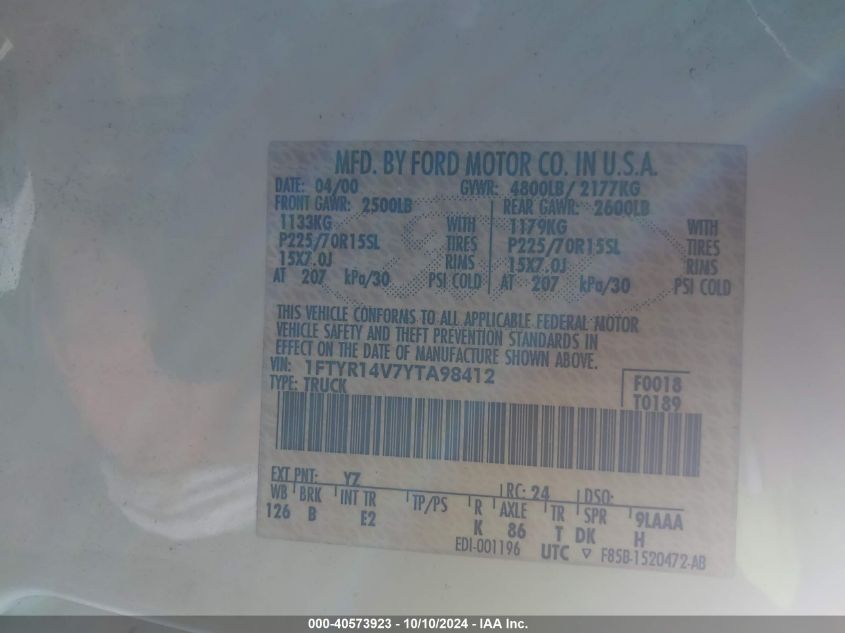 MFD. BY FORD MOTOR CO. IN U.S.A.
DATE: 04/00 GVWR: 4800LB/ 2177KG
FRONT GAWR: 2500LB REAR GAWR: 2600LB
1133KG WITH 1179KG WITH
P225/70R15SL TIRES P225/70R15SL TIRES
15X7.0J RIMS 15X7.0J RIMS
AT 207 kPa/30 PSI COLD AT 207 kPa/30 PSI COLD
THIS VEHICLE CONFORMS TO ALL APPLICABLE FEDERAL MOTOR
VEHICLE SAFETY AND THEFT PREVENTION STANDARDS IN
EFFECT ON THE DATE OF MANUFACTURE SHOWN ABOVE.
VIN: 1FTYR14V7YTA98412
TYPE: TRUCK
F0018
T0189
EXT PNT: YZ RC: 24 DSO:
WB BRK INT TR TP/PS R AXLE TR SPR 9LAAA
126 B E2 K 86 T DK H
EDI-001196 UTC ▽ F85B-1520472-AB
000-40573923 - 10/10/2024 - IAA Inc.